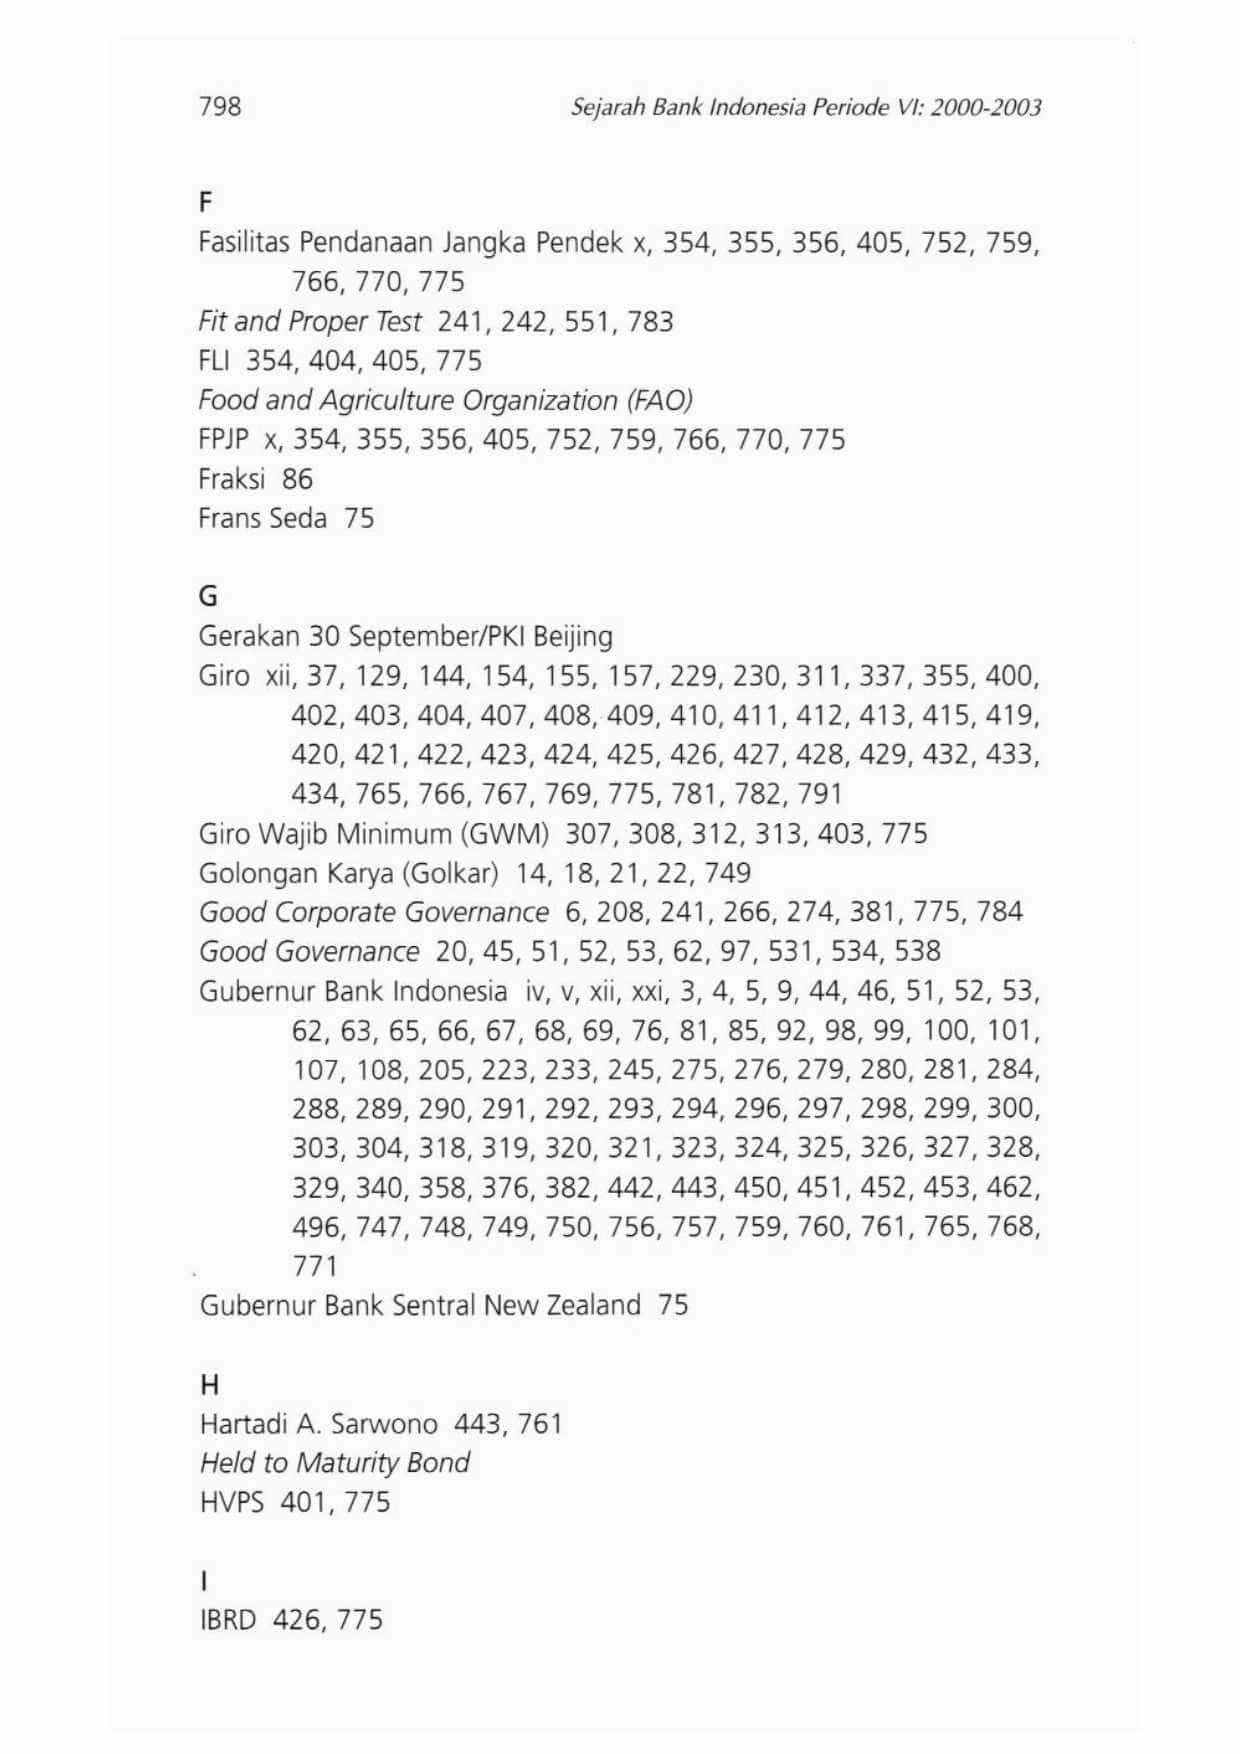 798
Sejarah Bank Indonesia Periode VI: 2000-2003
F
Fasilitas Pendanaan Jangka Pendek x, 354, 355, 356, 405, 752, 759,
766, 770, 775
Fit and Proper Test 241, 242, 551, 783
FLI 354, 404, 405, 775
Food and Agriculture Organization (FAO)
FPJP x, 354, 355, 356, 405, 752, 759, 766, 770, 775
Fraksi 86
Frans Seda 75
G
Gerakan 30 September/PKI Beijing
Giro xii, 37, 129, 144, 154, 155, 157, 229, 230, 311, 337, 355, 400,
402, 403, 404, 407, 408, 409, 410, 411, 412, 413, 415, 419,
420, 421, 422, 423, 424, 425, 426, 427, 428, 429, 432, 433,
434, 765, 766, 767, 769, 775, 781, 782, 791
Giro Wajib Minimum (GWM) 307, 308, 312, 313, 403, 775
Golongan Karya (Golkar) 14, 18, 21, 22, 749
Good Corporate Governance 6, 208, 241, 266, 274, 381, 775, 784
Good Governance 20, 45, 51, 52, 53, 62, 97, 531, 534, 538
Gubernur Bank Indonesia iv, v, xii, xxi, 3, 4, 5, 9, 44, 46, 51, 52, 53,
62, 63, 65, 66, 67, 68, 69, 76, 81, 85, 92, 98, 99, 100, 101,
107, 108, 205, 223, 233, 245, 275, 276, 279, 280, 281, 284,
288, 289, 290, 291, 292, 293, 294, 296, 297, 298, 299, 300,
303, 304, 318, 319, 320, 321, 323, 324, 325, 326, 327, 328,
329, 340, 358, 376, 382, 442, 443, 450, 451, 452, 453, 462,
496, 747, 748, 749, 750, 756, 757, 759, 760, 761, 765, 768,
771
Gubernur Bank Sentral New Zealand 75
H
Hartadi A. Sarwono 443, 761
Held to Maturity Bond
HVPS 401, 775
I
IBRD 426, 775